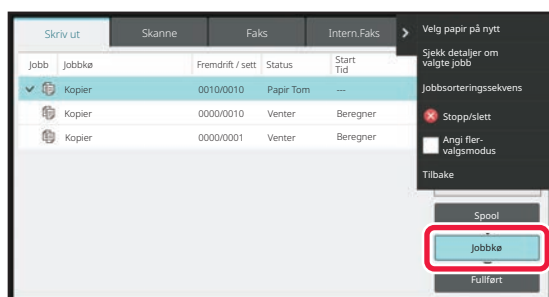 Skriv ut Skanne Faks Intern.Faks
Jobb Jobbkø Fremdrift / sett Status Start Tid
Kopier 0010/0010 Papir Tom ---
Kopier 0000/0010 Venter Beregner
Kopier 0000/0001 Venter Beregner
Velg papir på nytt
Sjekk detaljer om
valgte jobb
Jobbsorteringssekvens
Stopp/slett
Angi fler-
valgsmodus
Tilbake
Spool
Jobbkø
Fullført